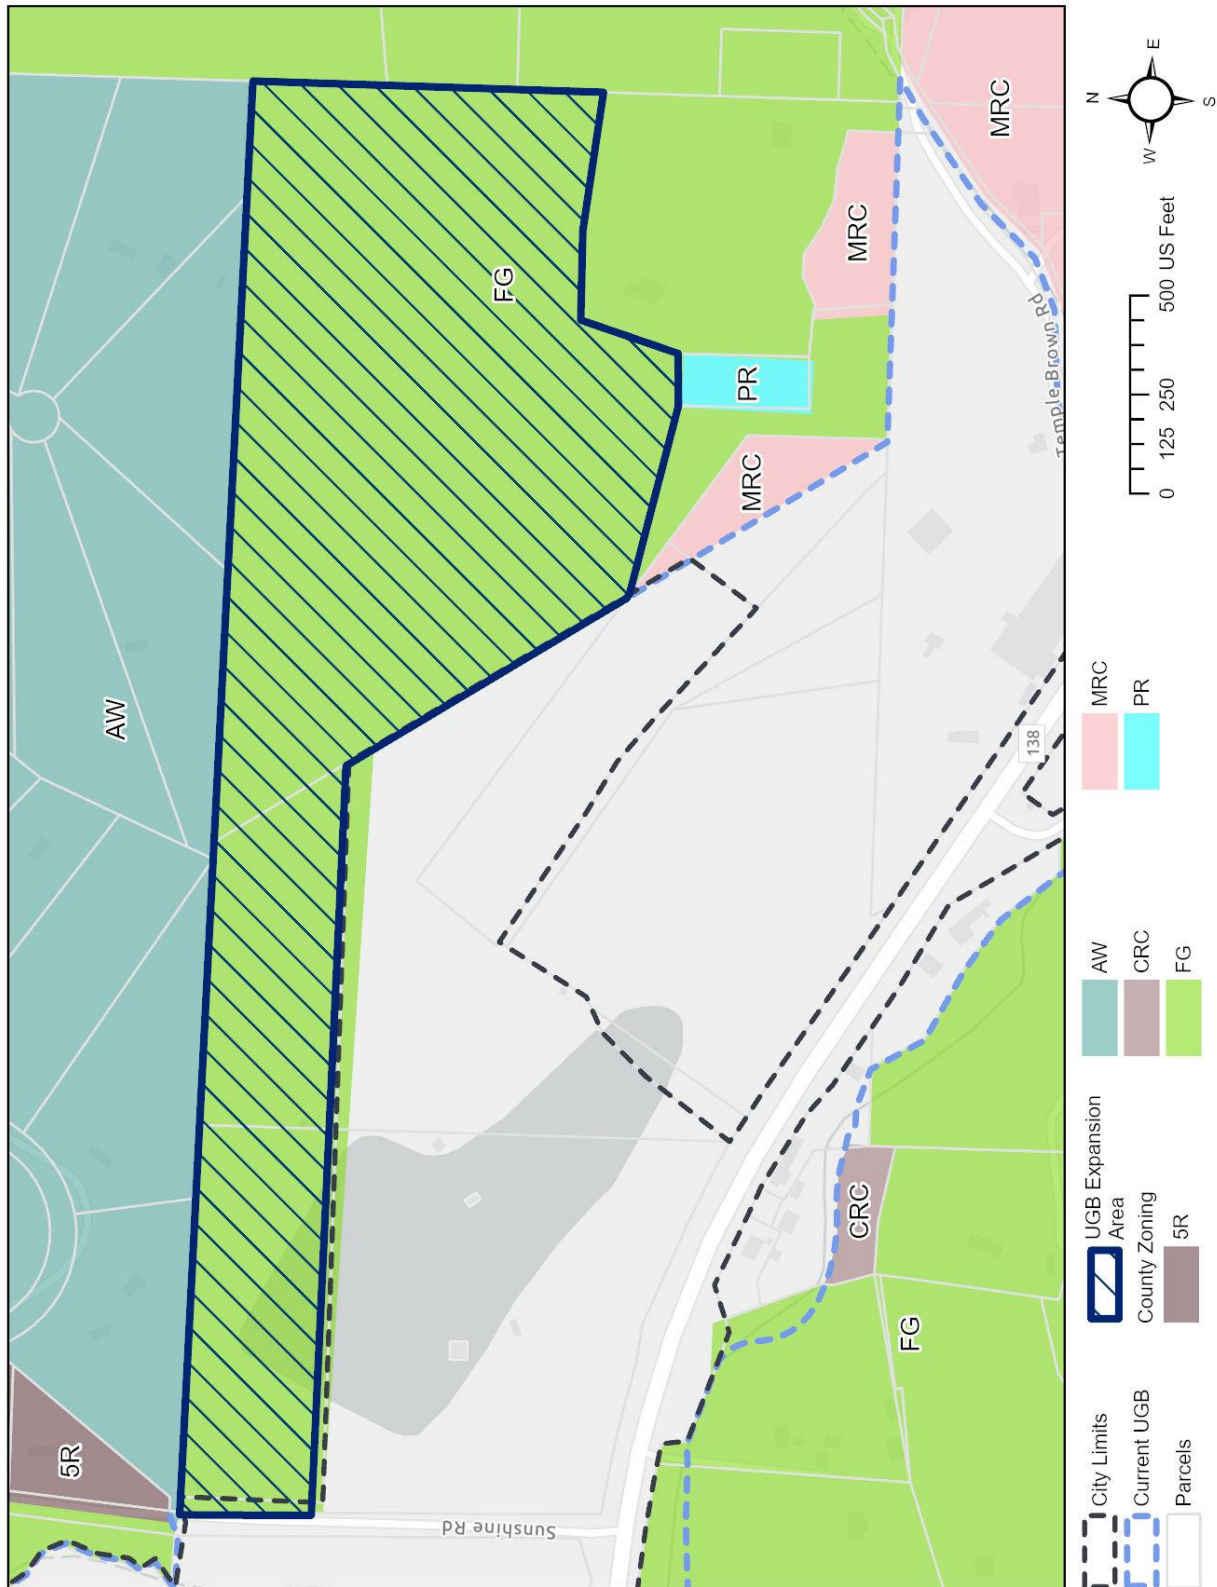 AW
FG
5R
MRC
PR
MRC
MRC
CRC
FG
Sunshine Rd
138
Temple Brown Rd
City Limits
Current UGB
Parcels
UGB Expansion
Area
County Zoning
5R
AW
CRC
FG
MRC
PR
0 125 250 500 US Feet
N
W E
S